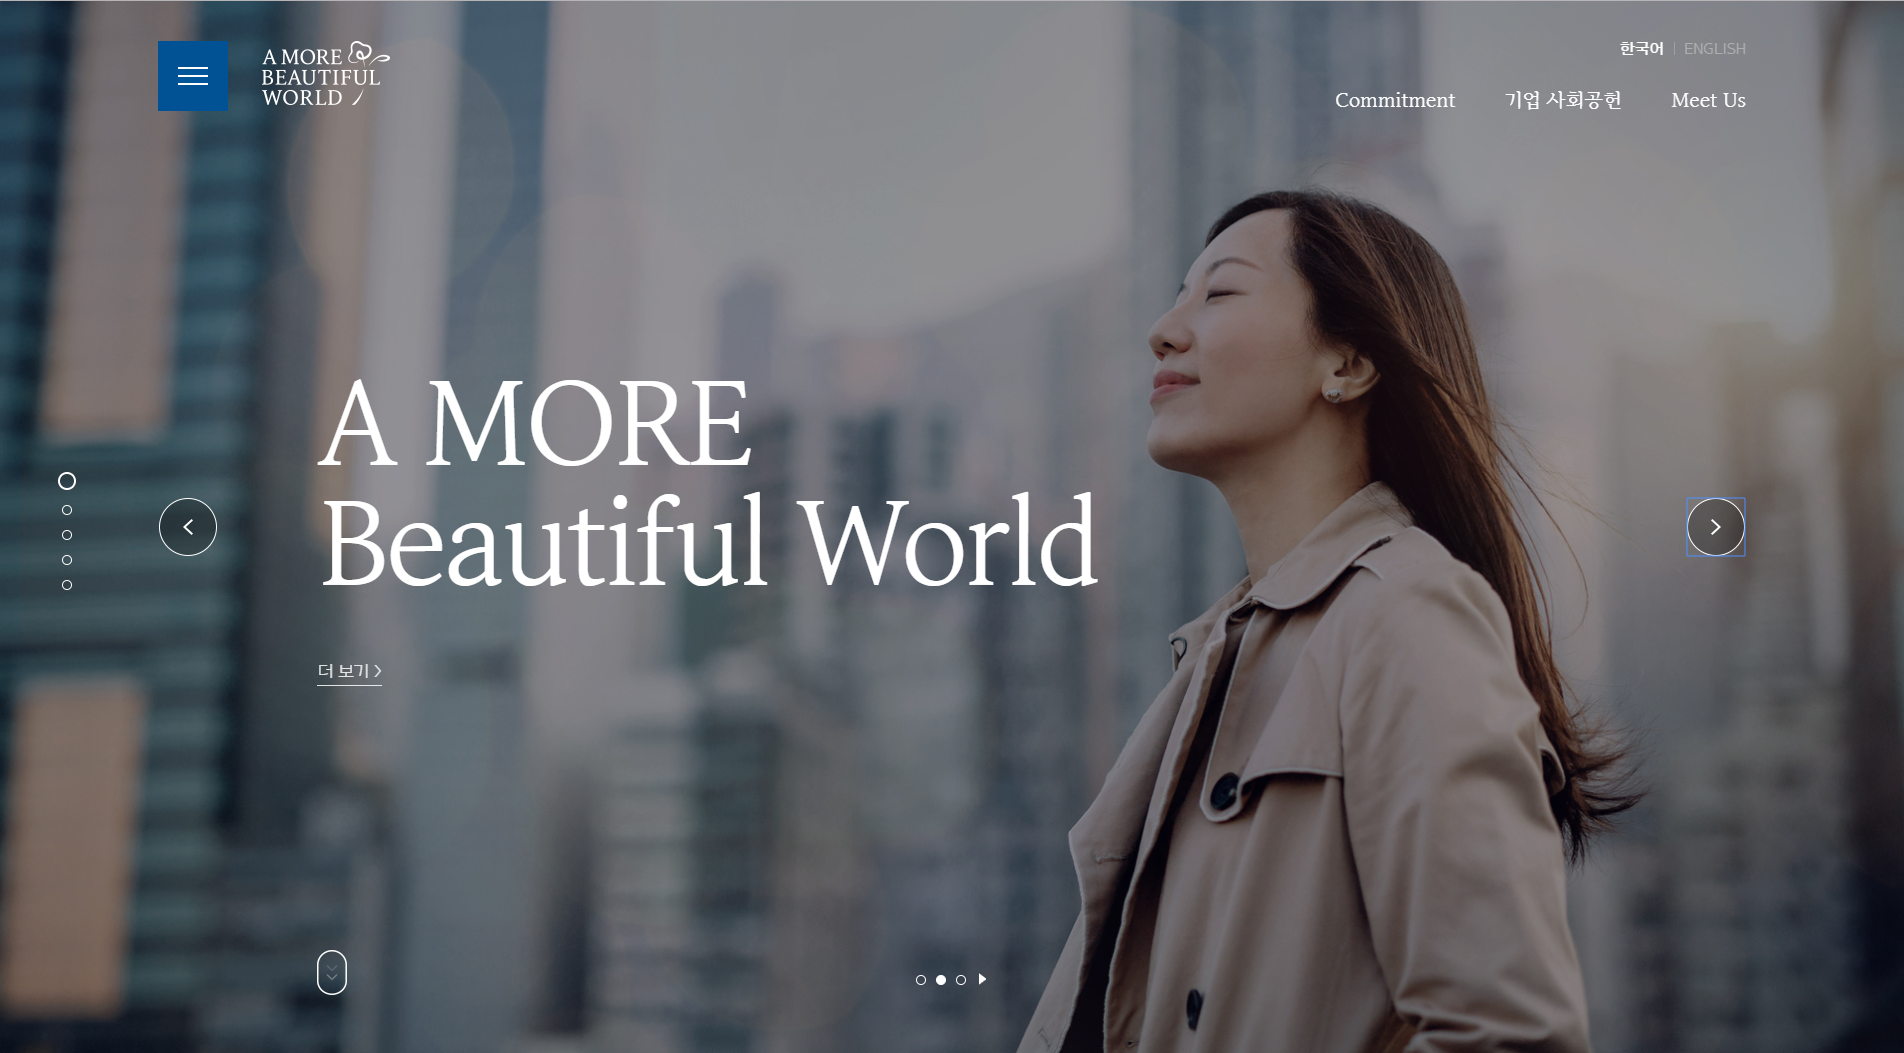 A MORE
BEAUTIFUL
WORLD
한국어 | ENGLISH
Commitment 기업 사회공헌 Meet Us
A MORE
Beautiful World
더 보기 >